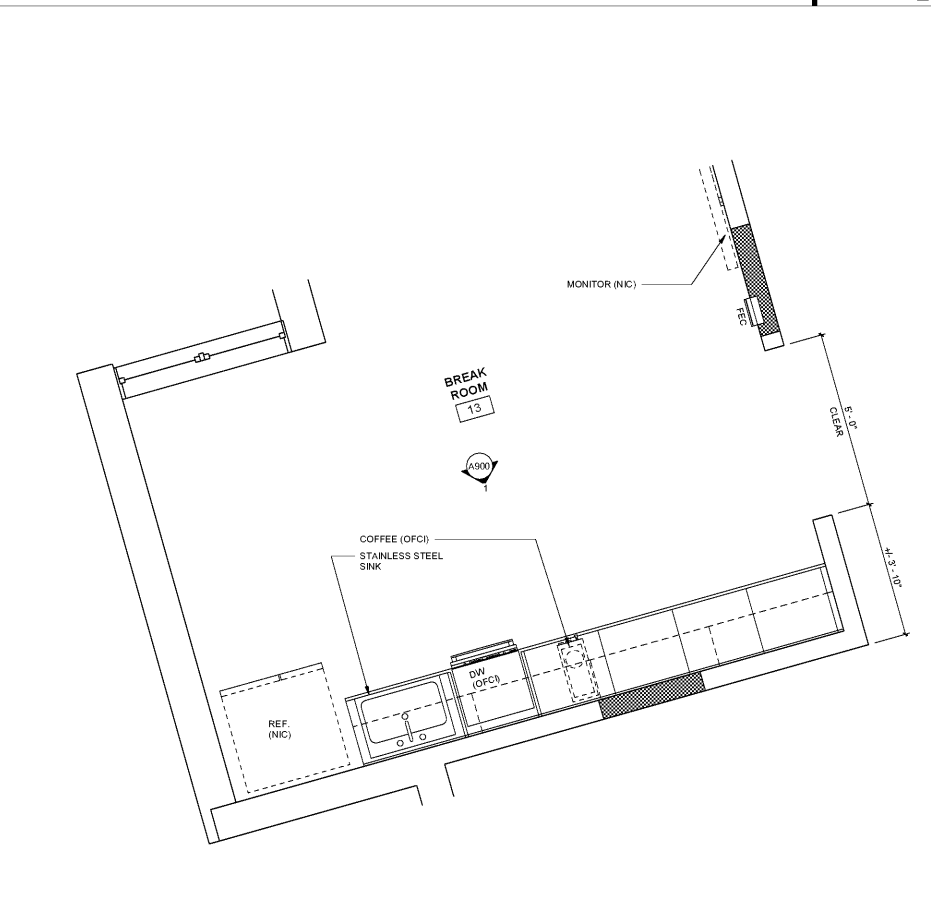 MONITOR (NIC)
FEC
BREAK
ROOM
13
5' - 0"
CLEAR
A900
1
COFFEE (OFCI)
STAINLESS STEEL
SINK
+/- 3' - 10"
DW
(OFCI)
REF.
(NIC)